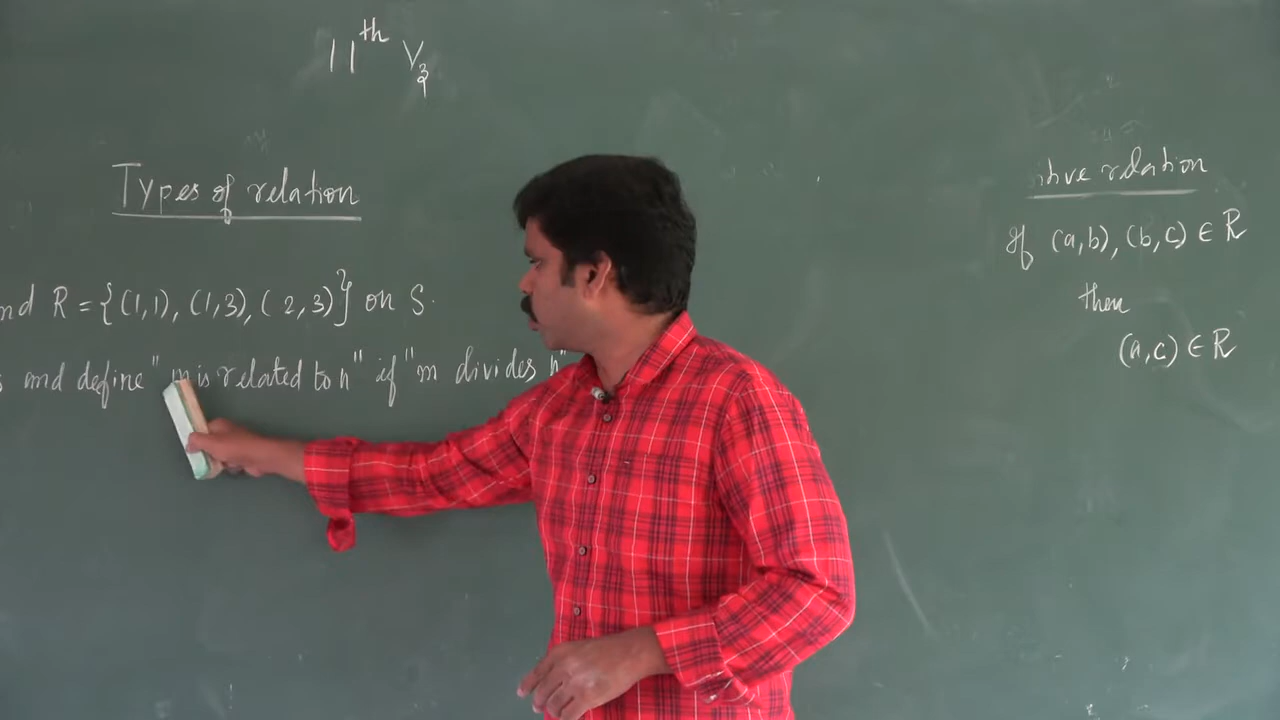 11th V3
Types of relation
nd R = {(1,1), (1,3), (2,3)} on S.
s and define "m is related to n" if "m divides n"
itive relation
If (a,b), (b,c) ∈ R
then
(a,c) ∈ R